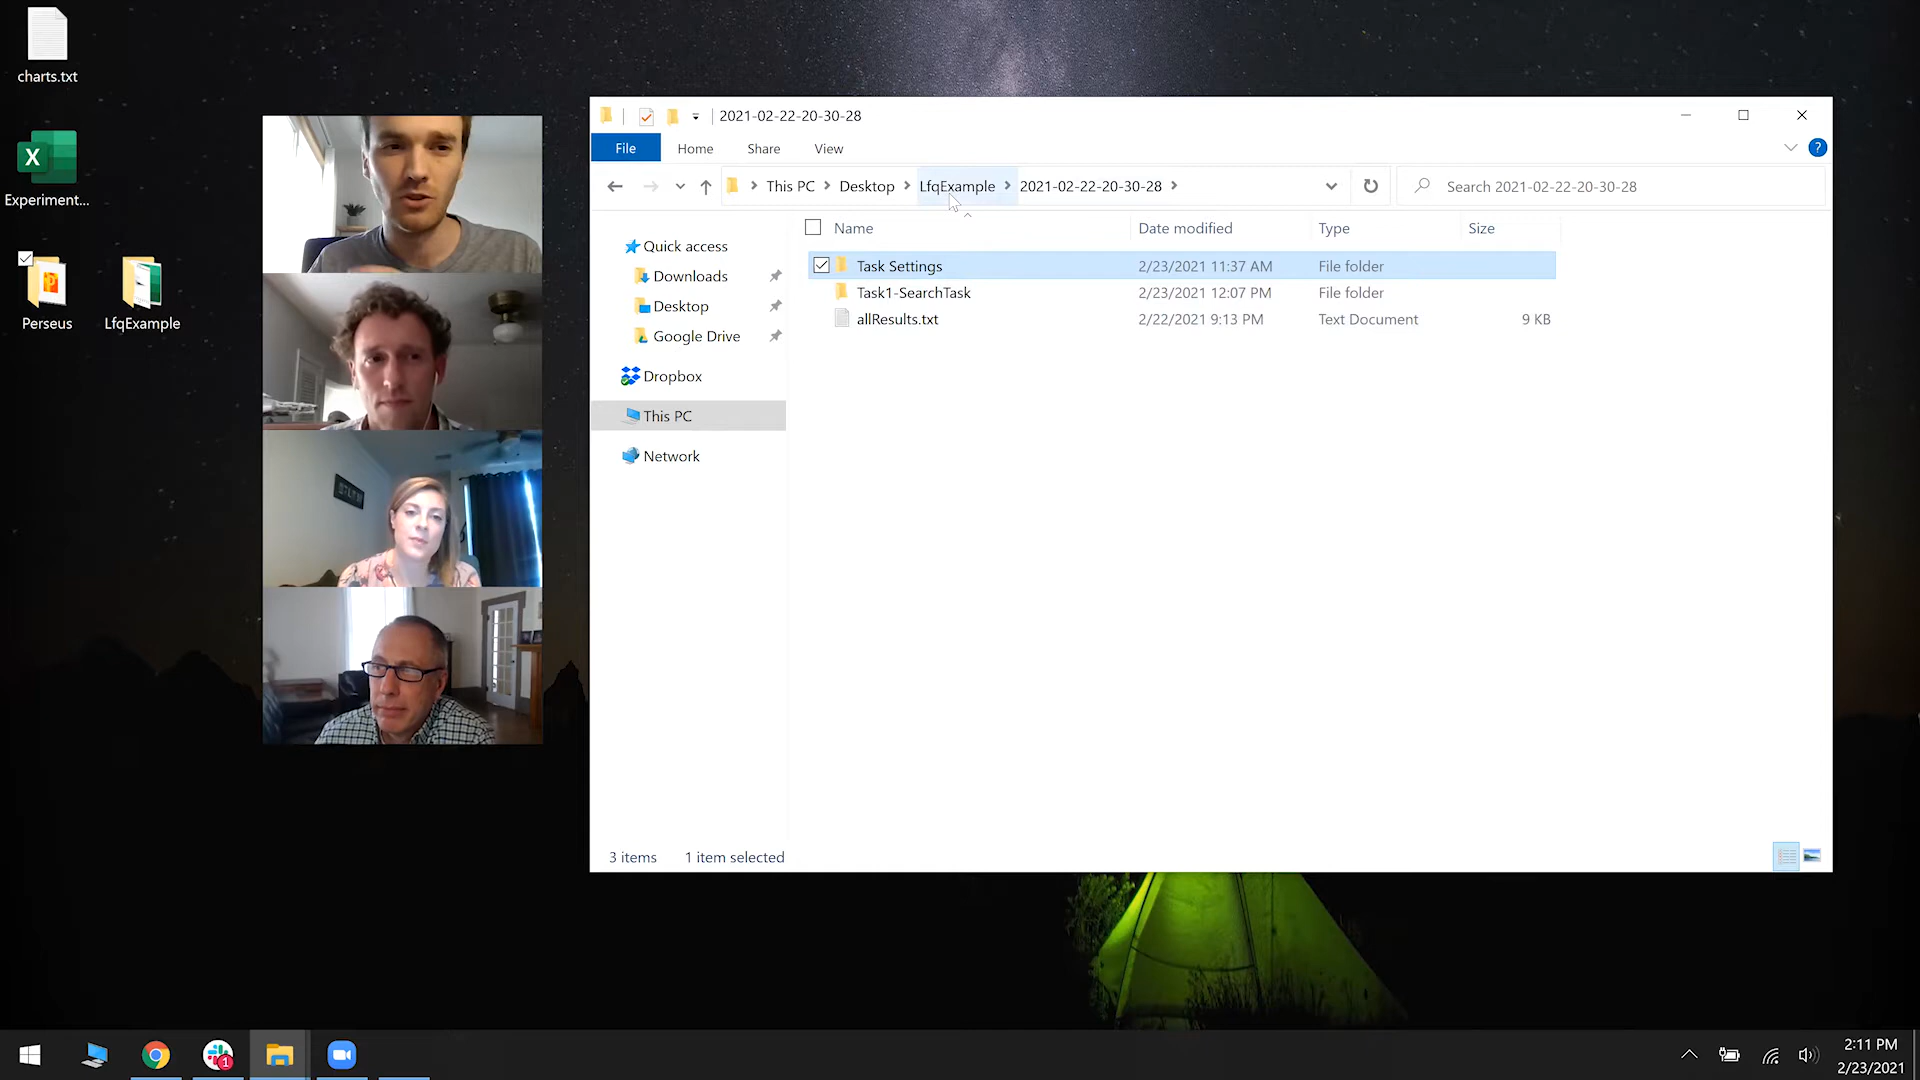 charts.txt
Experiment...
Perseus
LfqExample
2021-02-22-20-30-28
File
Home
Share
View
?
This PC
Desktop
LfqExample
2021-02-22-20-30-28
Search 2021-02-22-20-30-28
Name
Date modified
Type
Size
Quick access
Downloads
Desktop
Google Drive
Dropbox
This PC
Network
Task Settings
2/23/2021 11:37 AM
File folder
Task1-SearchTask
2/23/2021 12:07 PM
File folder
allResults.txt
2/22/2021 9:13 PM
Text Document
9 KB
3 items
1 item selected
1
2:11 PM
2/23/2021